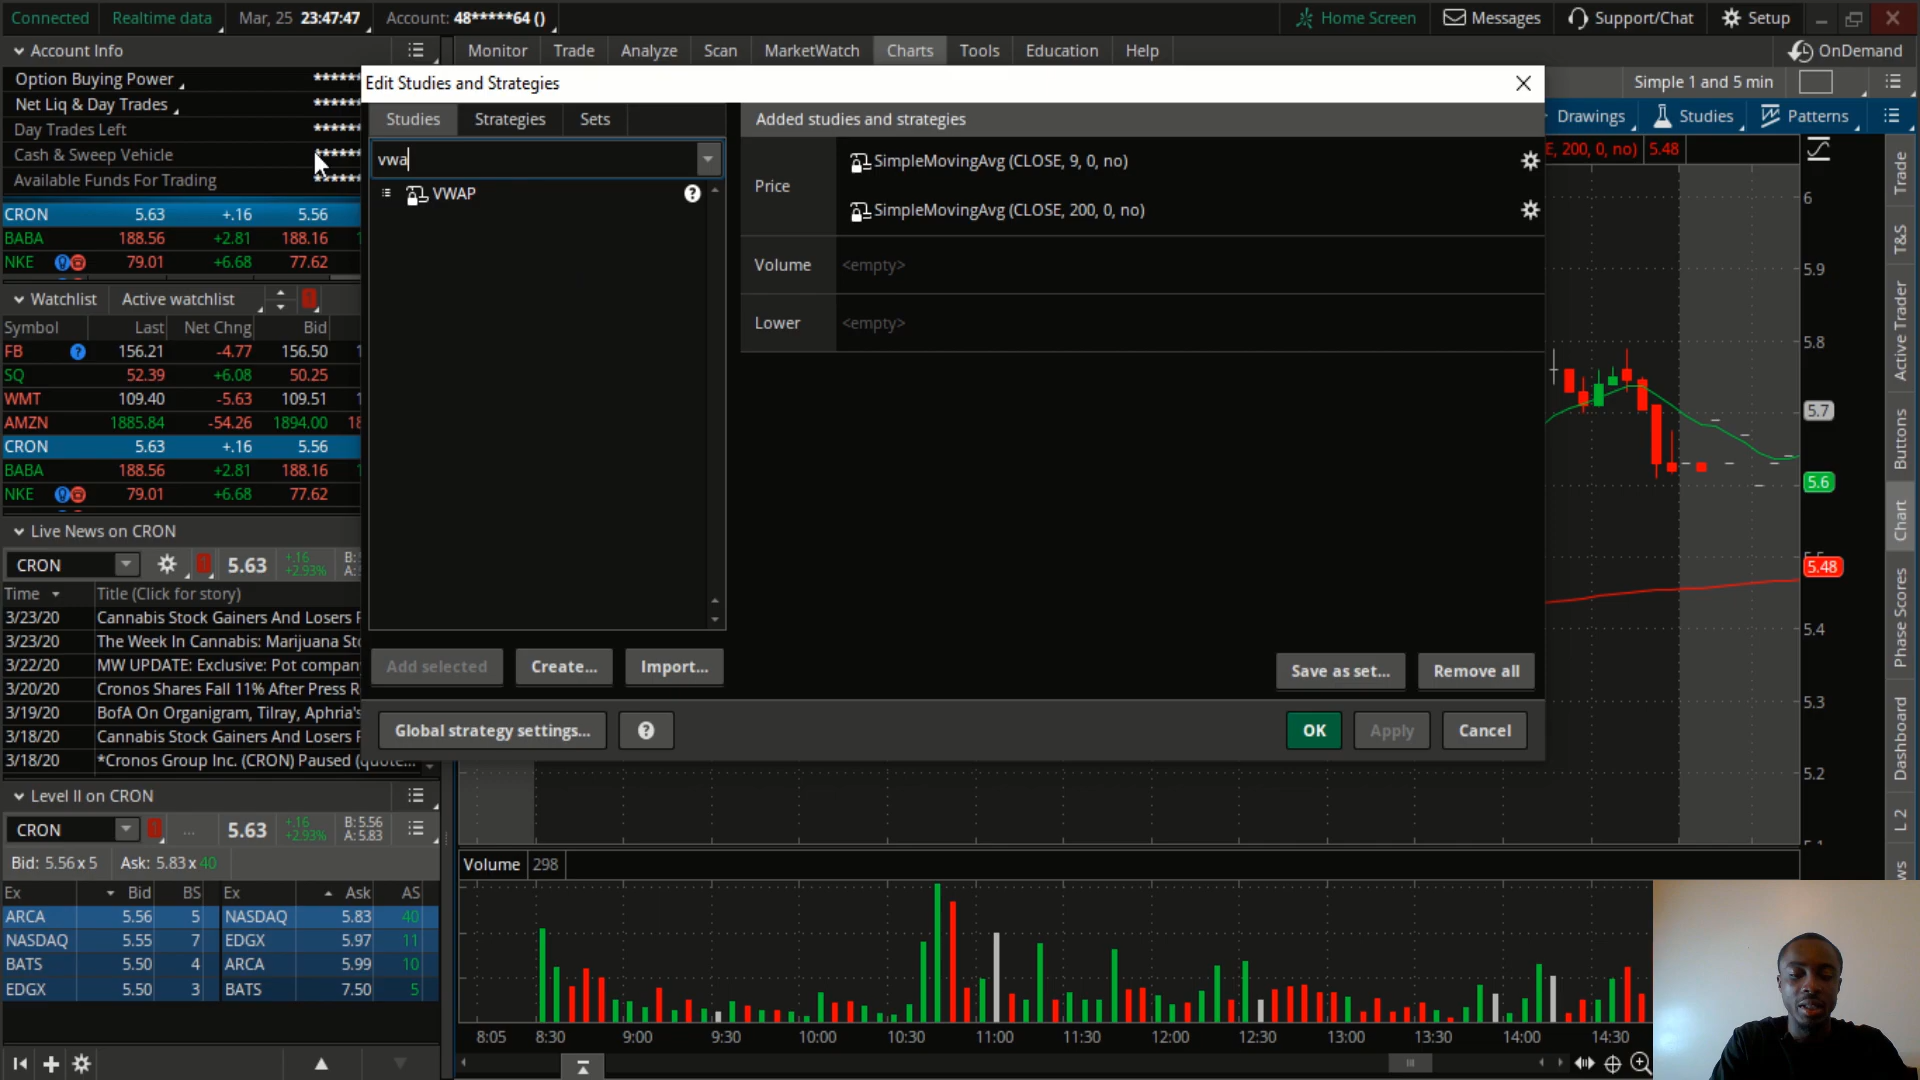 Connected Realtime data Mar, 25 23:47:47 Account: 48*****64 () Home Screen Messages Support/Chat Setup
Account Info Monitor Trade Analyze Scan MarketWatch Charts Tools Education Help OnDemand
Option Buying Power ******
Net Liq & Day Trades ******
Day Trades Left ******
Cash & Sweep Vehicle ******
Available Funds For Trading ******
CRON 5.63 +.16 5.56
BABA 188.56 +2.81 188.16
NKE 79.01 +6.68 77.62
Watchlist Active watchlist
Symbol Last Net Chng Bid
FB 156.21 -4.77 156.50
SQ 52.39 +6.08 50.25
WMT 109.40 -5.63 109.51
AMZN 1885.84 -54.26 1894.00 18
CRON 5.63 +.16 5.56
BABA 188.56 +2.81 188.16
NKE 79.01 +6.68 77.62
Live News on CRON
CRON 5.63 +.16 +2.93% B: A:
Time Title (Click for story)
3/23/20 Cannabis Stock Gainers And Losers F
3/23/20 The Week In Cannabis: Marijuana Sto
3/22/20 MW UPDATE: Exclusive: Pot compan
3/20/20 Cronos Shares Fall 11% After Press R
3/19/20 BofA On Organigram, Tilray, Aphria's
3/18/20 Cannabis Stock Gainers And Losers F
3/18/20 *Cronos Group Inc. (CRON) Paused (quote...
Level II on CRON
CRON ... 5.63 +.16 +2.93% B: 5.56 A: 5.83
Bid: 5.56 x 5 Ask: 5.83 x 40
Ex Bid BS Ex Ask AS
ARCA 5.56 5 NASDAQ 5.83 40
NASDAQ 5.55 7 EDGX 5.97 11
BATS 5.50 4 ARCA 5.99 10
EDGX 5.50 3 BATS 7.50 5
Edit Studies and Strategies
Studies Strategies Sets
vwa
VWAP
Add selected Create... Import...
Added studies and strategies
Price
SimpleMovingAvg (CLOSE, 9, 0, no)
SimpleMovingAvg (CLOSE, 200, 0, no)
Volume <empty>
Lower <empty>
Save as set... Remove all
Global strategy settings... OK Apply Cancel
Simple 1 and 5 min
Drawings Studies Patterns
E, 200, 0, no) 5.48
6
5.9
5.8
5.7
5.6
5.48
5.4
5.3
5.2
5.1
Trade
T&S
Active Trader
Buttons
Chart
Phase Scores
Dashboard
L 2
Volume 298
8:05 8:30 9:00 9:30 10:00 10:30 11:00 11:30 12:00 12:30 13:00 13:30 14:00 14:30